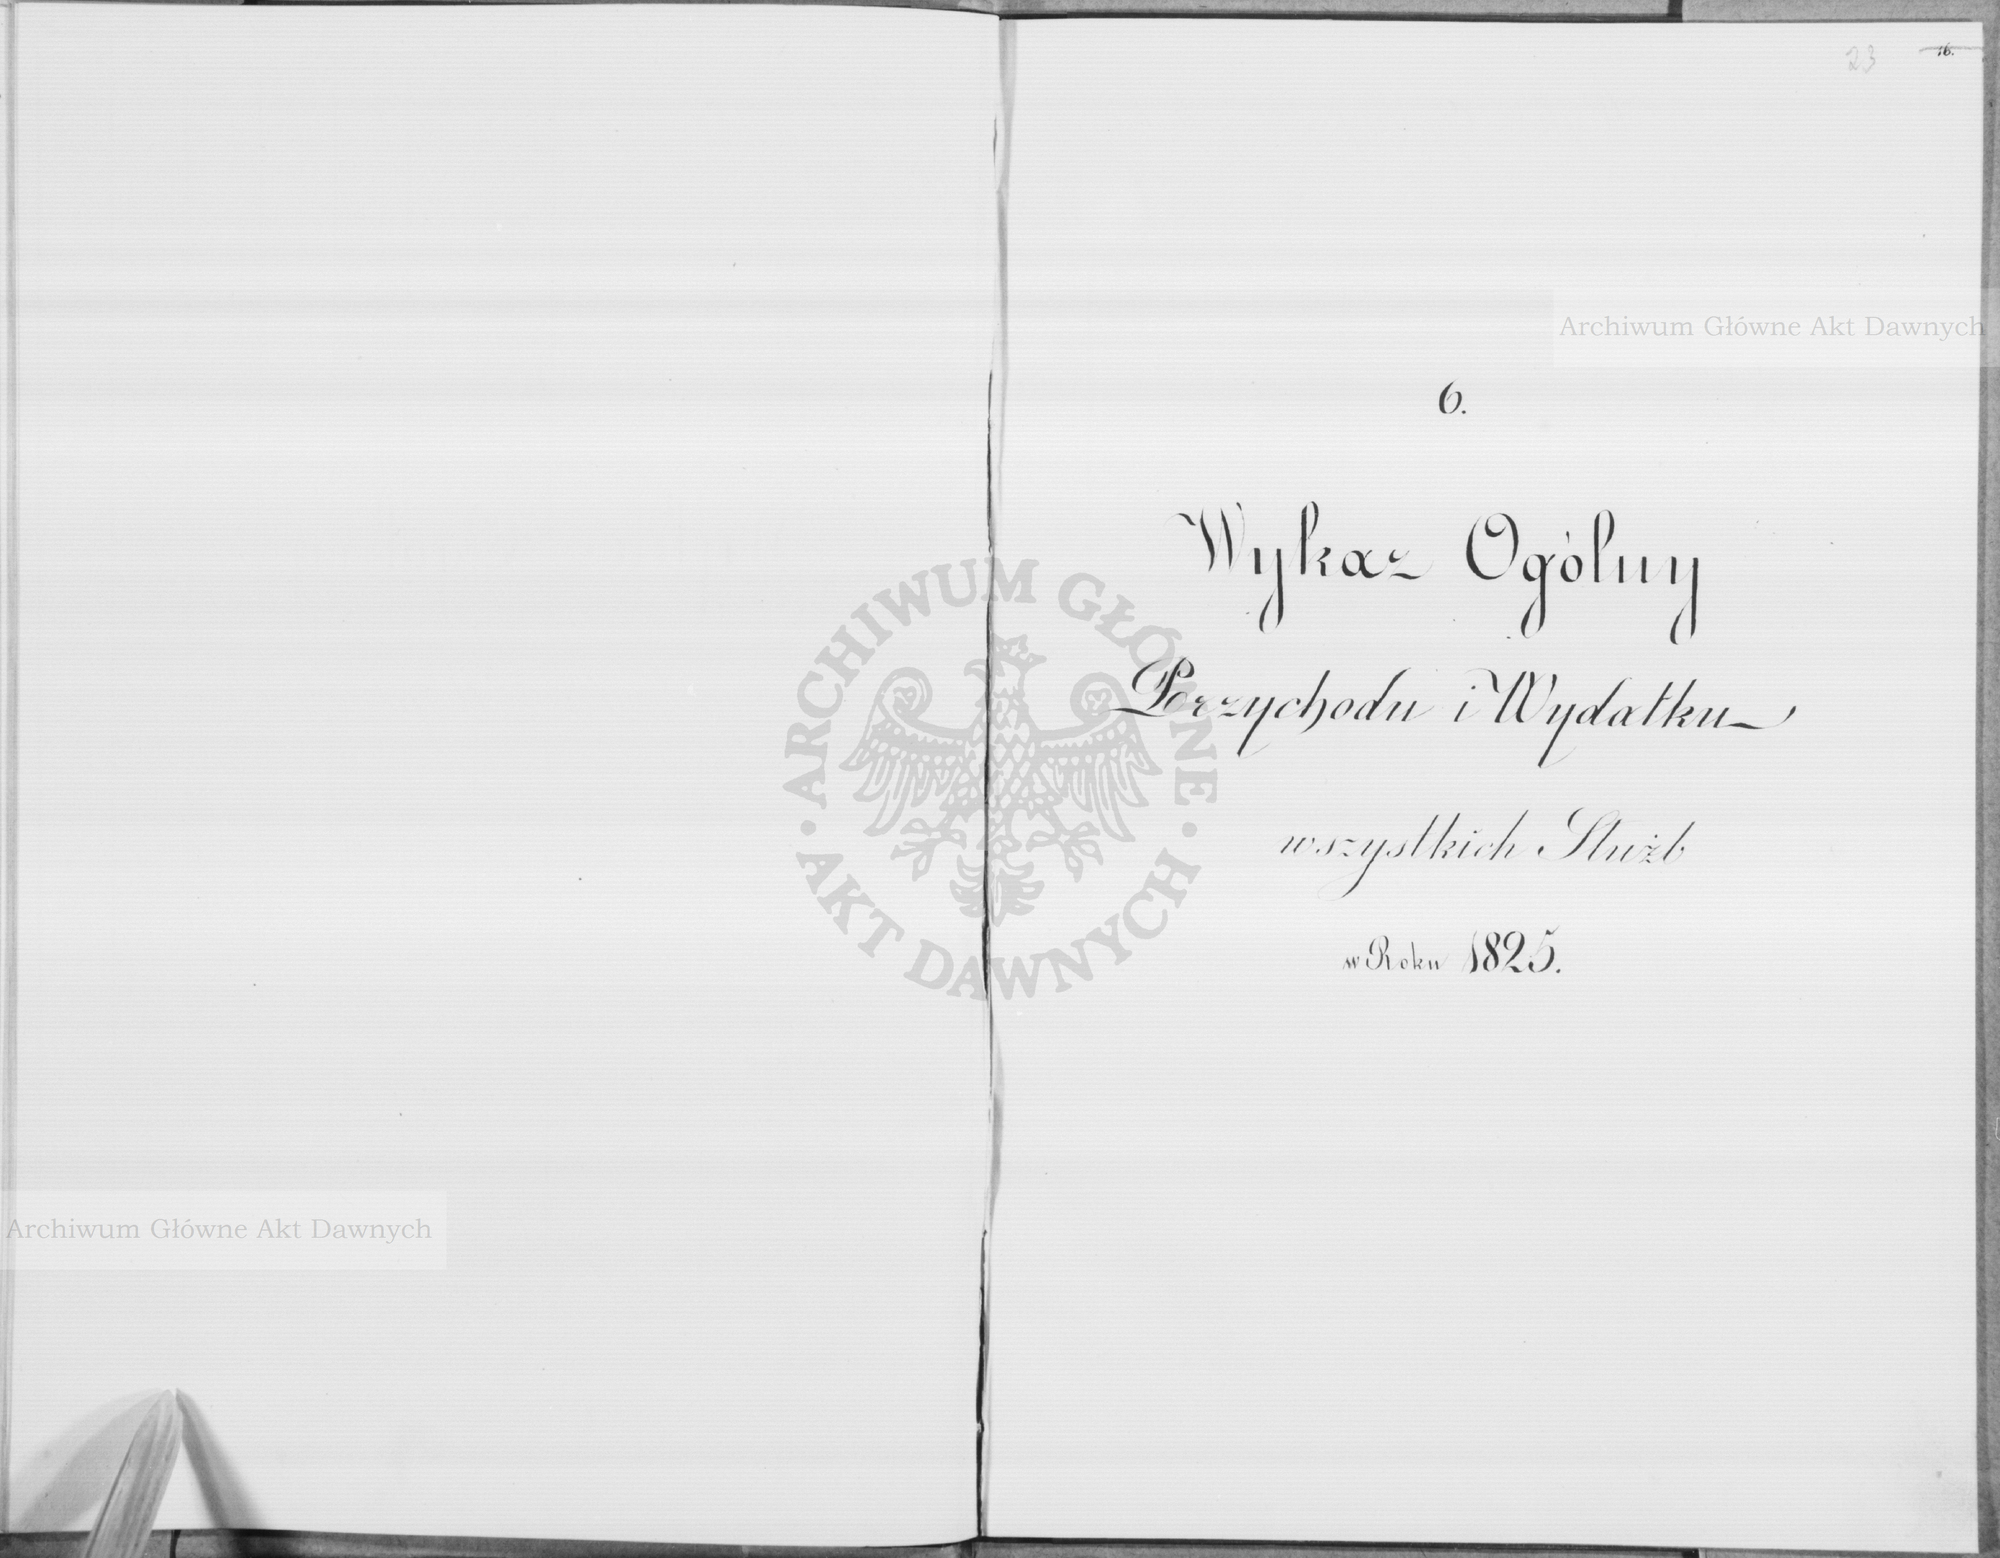 23
16.
Archiwum Główne Akt Dawnych
6.
Wykaz Ogólny
Przychodu i Wydatku
wszystkich Służb
w Roku 1825.
ARCHIWUM GŁÓWNE
AKT DAWNYCH
Archiwum Główne Akt Dawnych